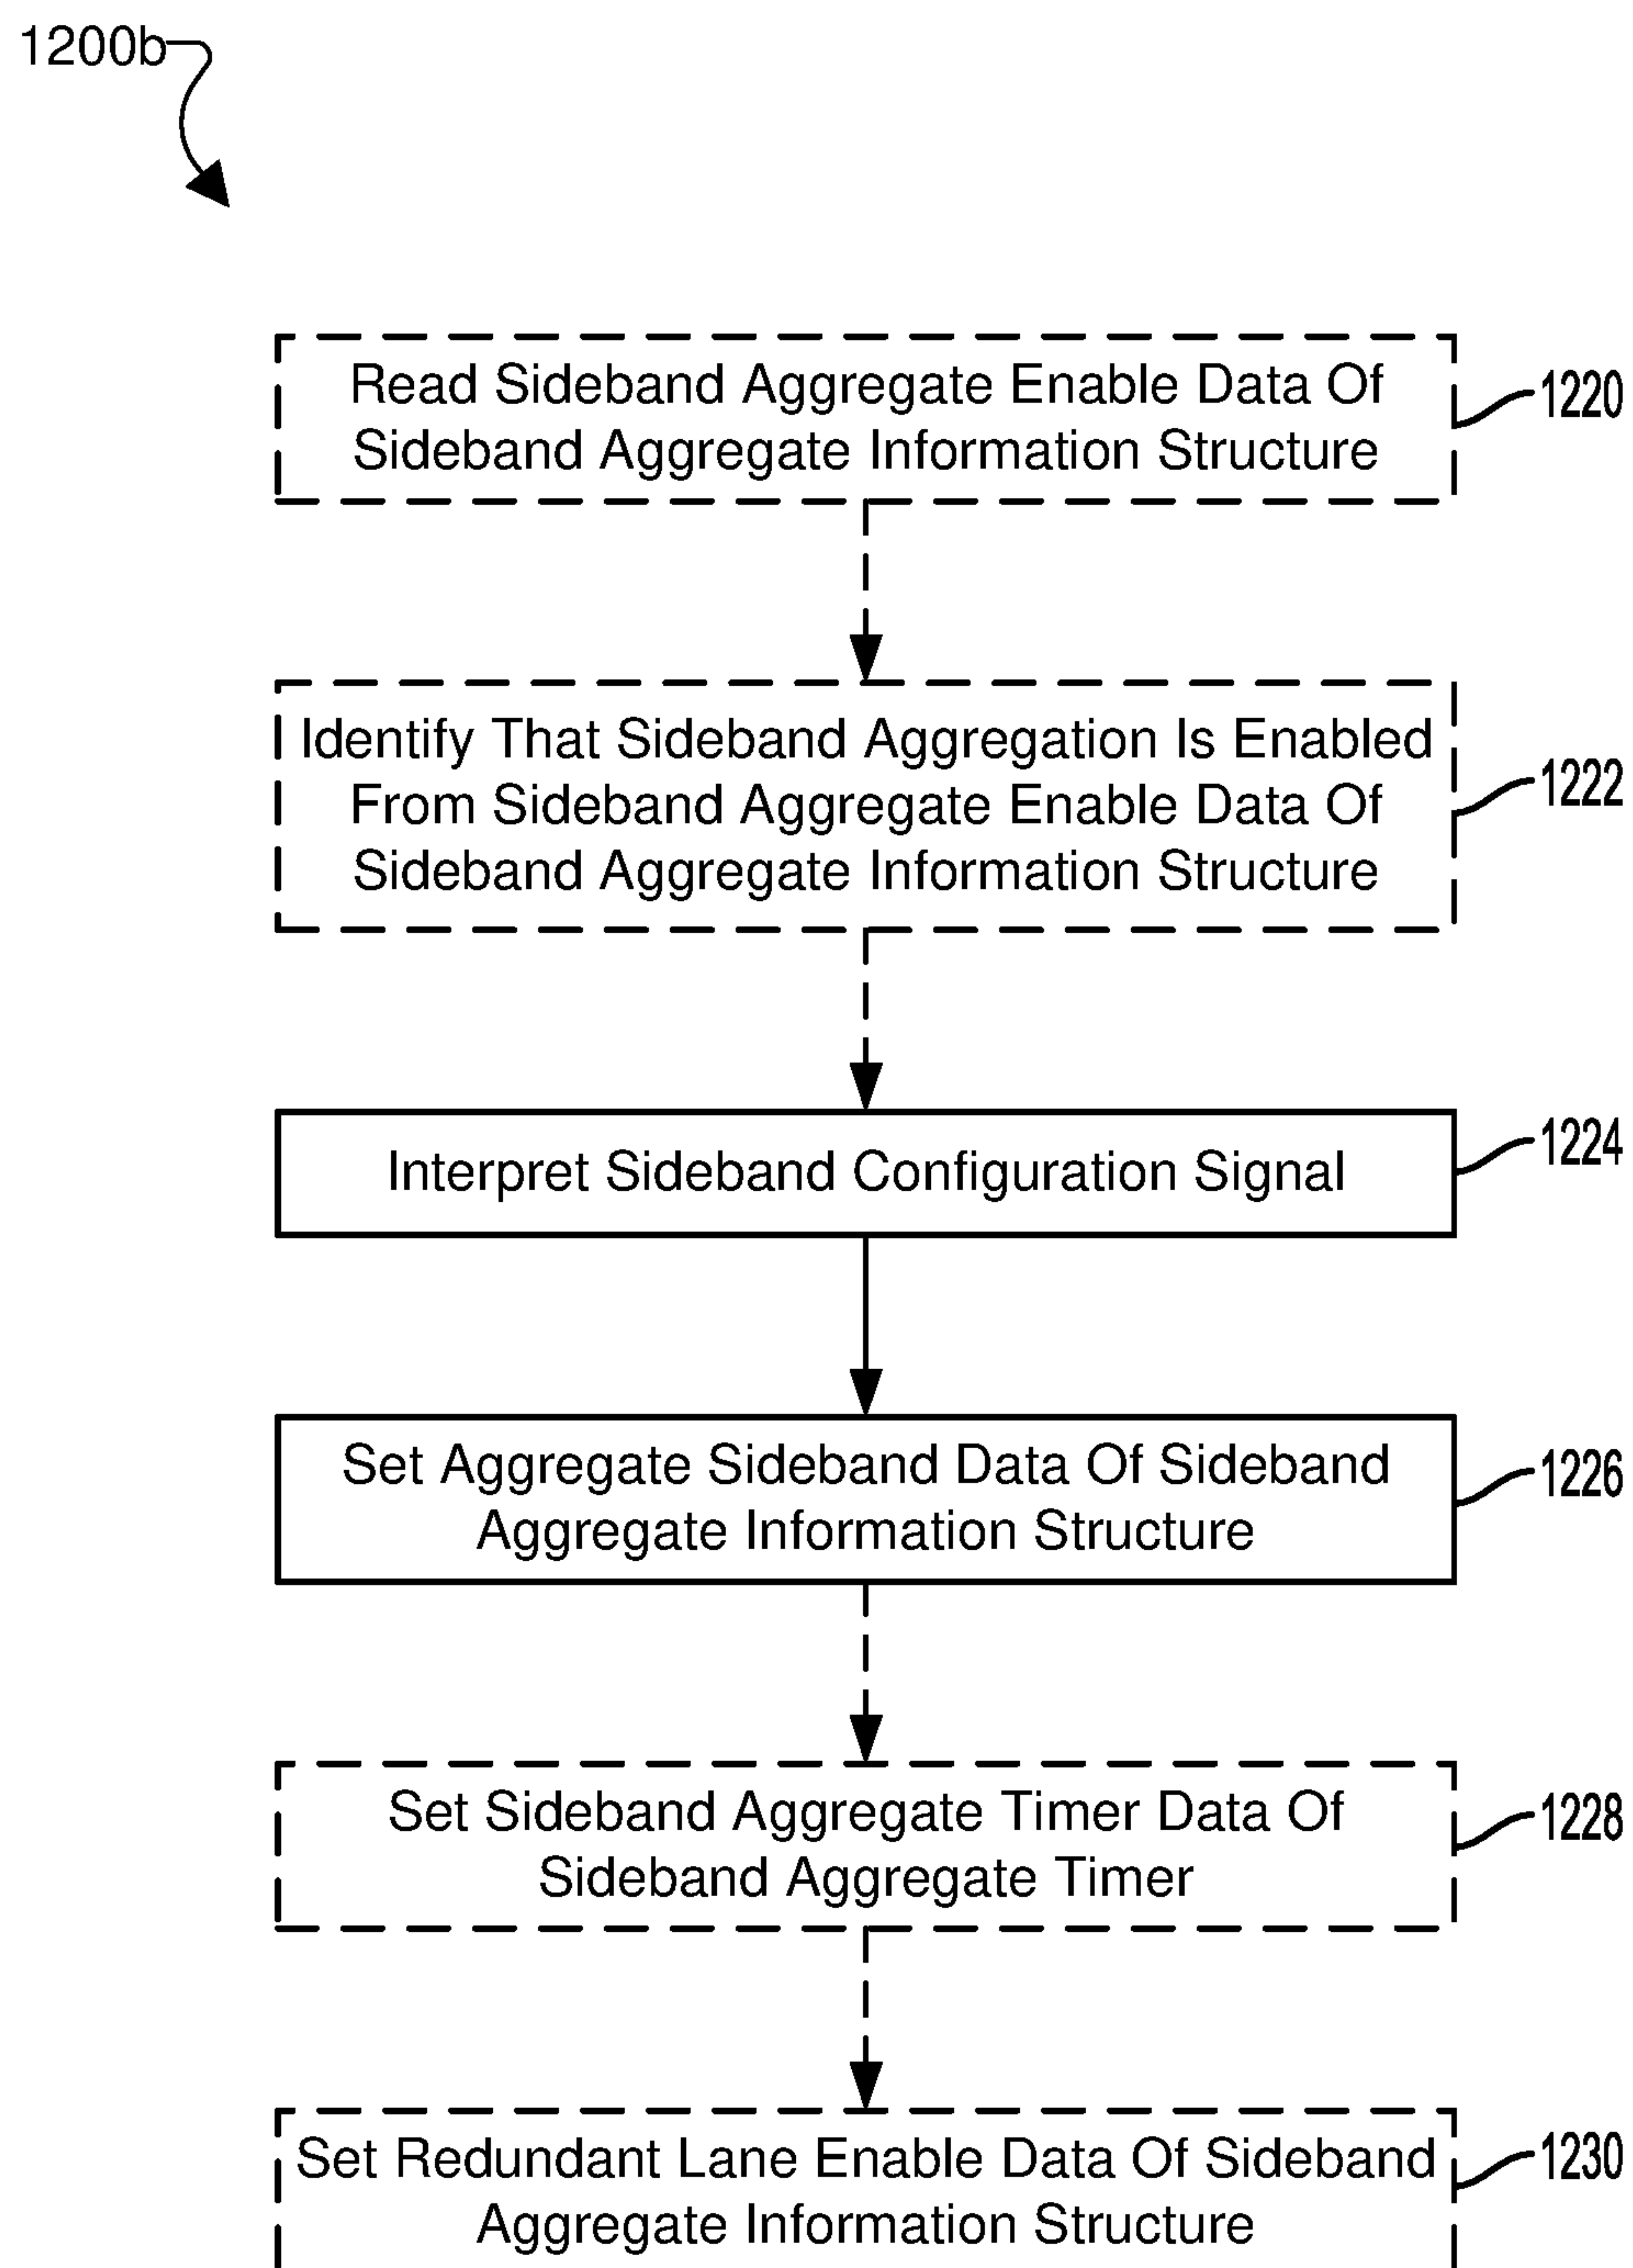 1200b
Read Sideband Aggregate Enable Data Of
Sideband Aggregate Information Structure
1220
Identify That Sideband Aggregation Is Enabled
From Sideband Aggregate Enable Data Of
Sideband Aggregate Information Structure
1222
Interpret Sideband Configuration Signal
1224
Set Aggregate Sideband Data Of Sideband
Aggregate Information Structure
1226
Set Sideband Aggregate Timer Data Of
Sideband Aggregate Timer
1228
Set Redundant Lane Enable Data Of Sideband
Aggregate Information Structure
1230